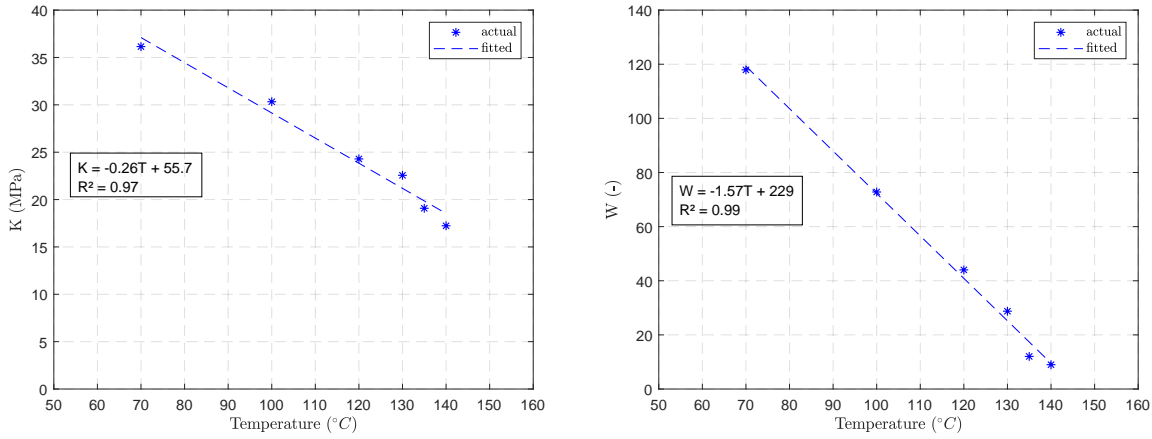 40
35
30
25
20
15
10
5
0
K (MPa)
actual
fitted
K = -0.26T + 55.7
R² = 0.97
50 60 70 80 90 100 110 120 130 140 150 160
Temperature (°C)
140
120
100
80
60
40
20
0
W (-)
actual
fitted
W = -1.57T + 229
R² = 0.99
50 60 70 80 90 100 110 120 130 140 150 160
Temperature (°C)